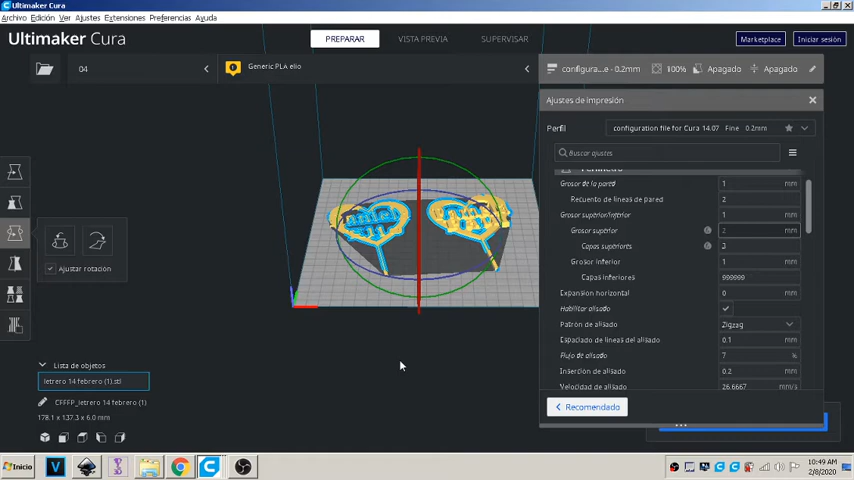 Ultimaker Cura
Archivo Edición Ver Ajustes Extensiones Preferencias Ayuda
Ultimaker Cura
PREPARAR
VISTA PREVIA
SUPERVISAR
Marketplace
Iniciar sesión
04
Generic PLA elio
configura...e - 0.2mm
100%
Apagado
Apagado
Ajustes de impresión
Perfil
configuration file for Cura 14.07 Fine 0.2mm
Buscar ajustes
Grosor de la pared 1 mm
Recuento de líneas de pared 2
Grosor superior/inferior 1 mm
Grosor superior 2 mm
Capas superiores 3
Grosor inferior 1 mm
Capas inferiores 999999
Expansión horizontal 0 mm
Habilitar alisado
Patrón de alisado Zigzag
Espaciado de líneas del alisado 0.1 mm
Flujo de alisado 7 %
Inserción de alisado 0.2 mm
Velocidad de alisado 26.6667 mm/s
Recomendado
Ajustar rotación
Lista de objetos
letrero 14 febrero (1).stl
CFFFP_letrero 14 febrero (1)
178.1 x 137.3 x 6.0 mm
Inicio
10:49 AM
2/8/2020